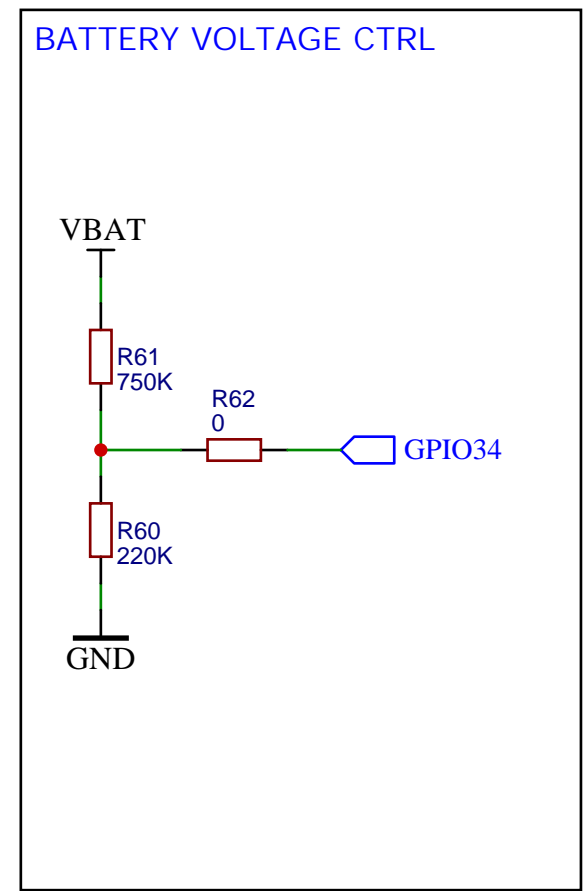 BATTERY VOLTAGE CTRL
VBAT
R61
750K
R62
0
GPIO34
R60
220K
GND